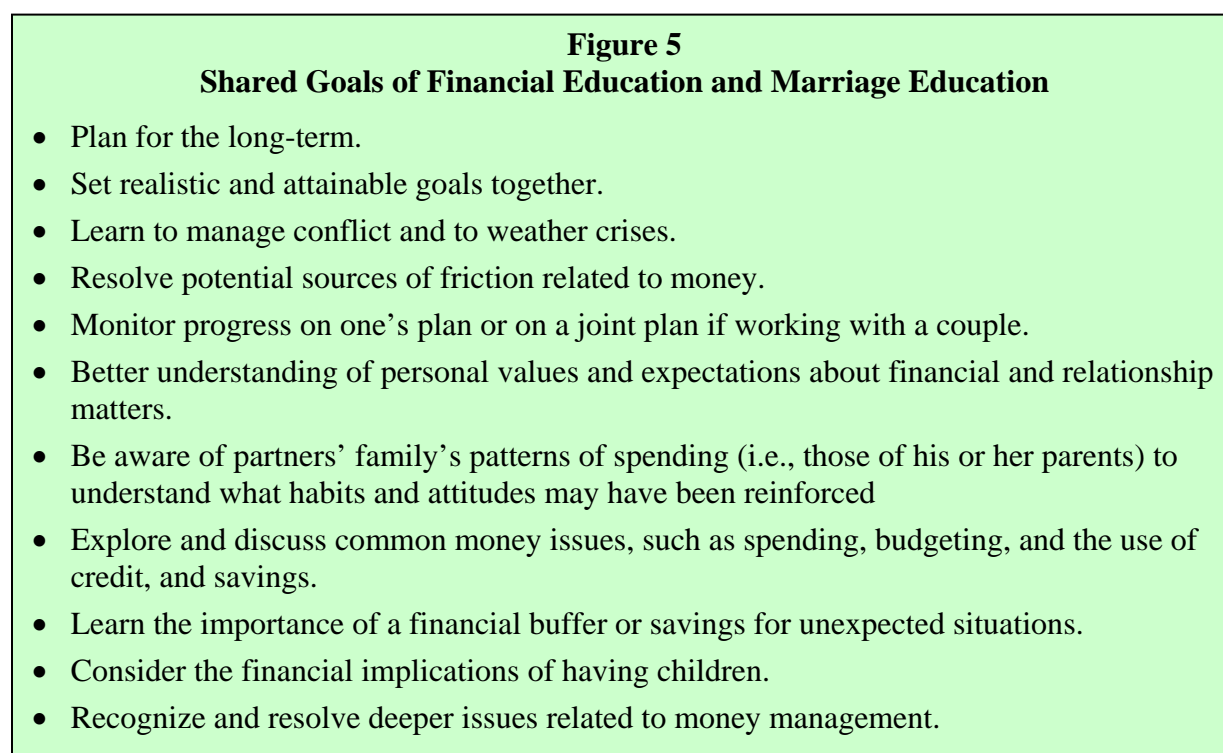 Figure 5
Shared Goals of Financial Education and Marriage Education
• Plan for the long-term.
• Set realistic and attainable goals together.
• Learn to manage conflict and to weather crises.
• Resolve potential sources of friction related to money.
• Monitor progress on one’s plan or on a joint plan if working with a couple.
• Better understanding of personal values and expectations about financial and relationship
matters.
• Be aware of partners’ family’s patterns of spending (i.e., those of his or her parents) to
understand what habits and attitudes may have been reinforced
• Explore and discuss common money issues, such as spending, budgeting, and the use of
credit, and savings.
• Learn the importance of a financial buffer or savings for unexpected situations.
• Consider the financial implications of having children.
• Recognize and resolve deeper issues related to money management.